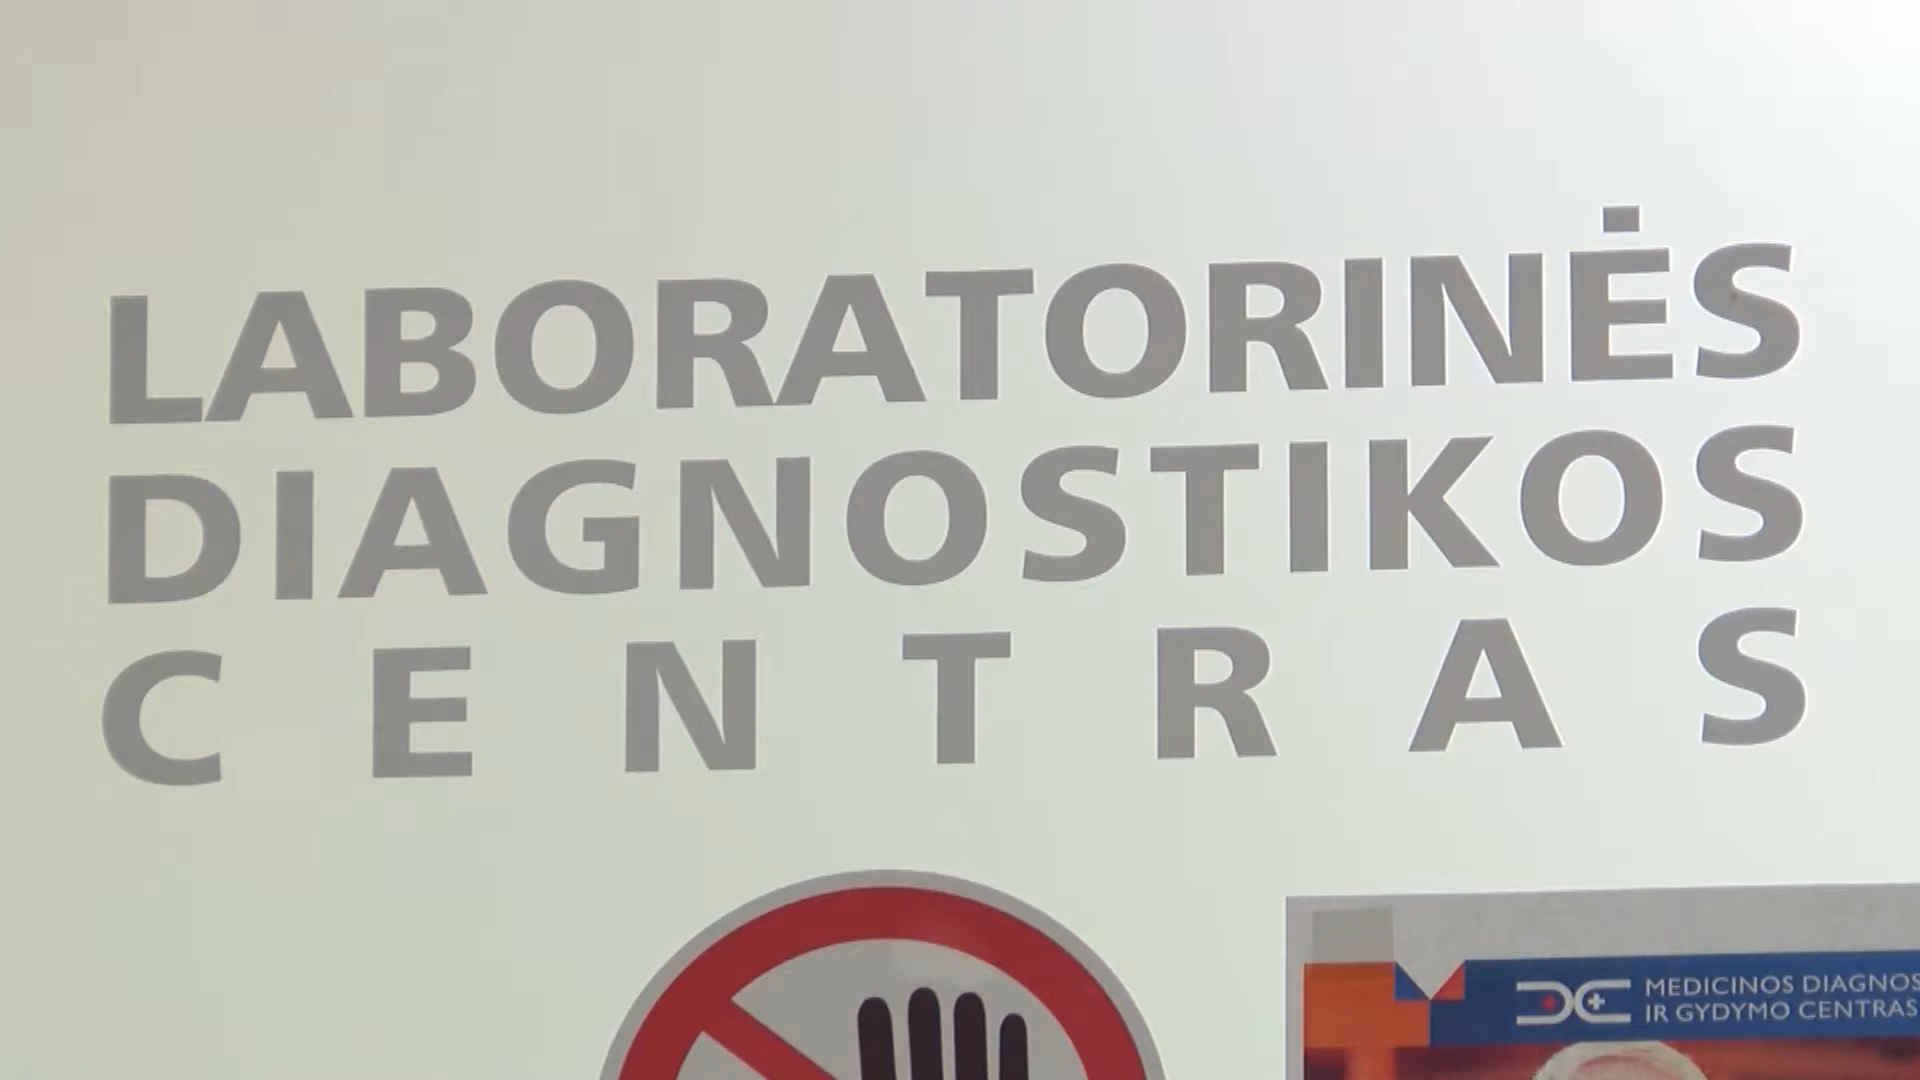 LABORATORINĖS
DIAGNOSTIKOS
CENTRAS
MEDICINOS DIAGNOS
IR GYDYMO CENTRAS